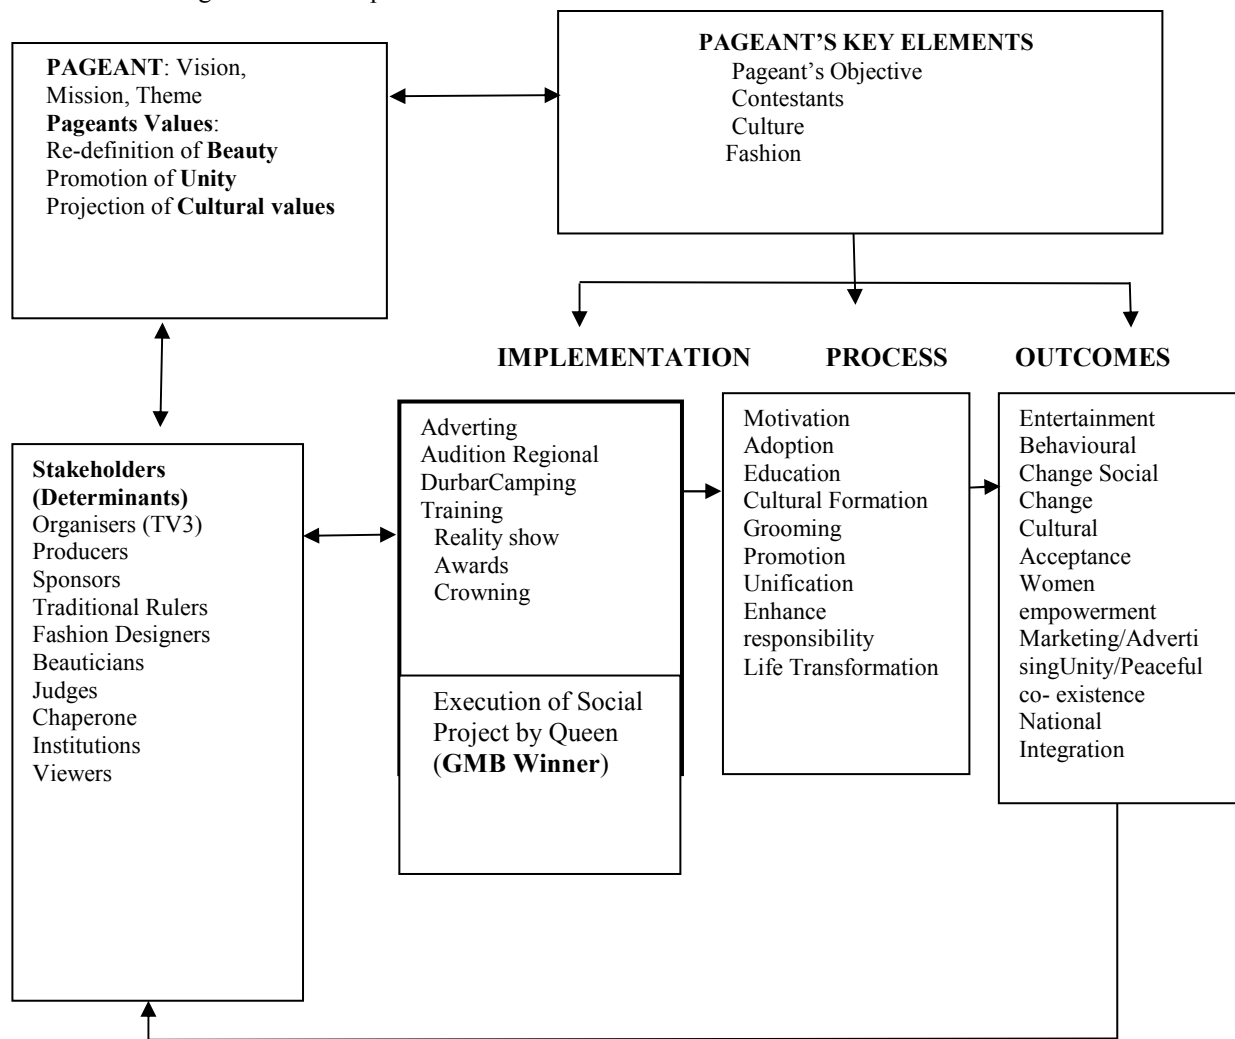 PAGEANT: Vision,
Mission, Theme
Pageants Values:
Re-definition of Beauty
Promotion of Unity
Projection of Cultural values
PAGEANT'S KEY ELEMENTS
Pageant's Objective
Contestants
Culture
Fashion
IMPLEMENTATION
PROCESS
OUTCOMES
Stakeholders
(Determinants)
Organisers (TV3)
Producers
Sponsors
Traditional Rulers
Fashion Designers
Beauticians
Judges
Chaperone
Institutions
Viewers
Adverting
Audition Regional
DurbarCamping
Training
Reality show
Awards
Crowning
Execution of Social
Project by Queen
(GMB Winner)
Motivation
Adoption
Education
Cultural Formation
Grooming
Promotion
Unification
Enhance
responsibility
Life Transformation
Entertainment
Behavioural
Change Social
Change
Cultural
Acceptance
Women
empowerment
Marketing/Adverti
singUnity/Peaceful
co- existence
National
Integration